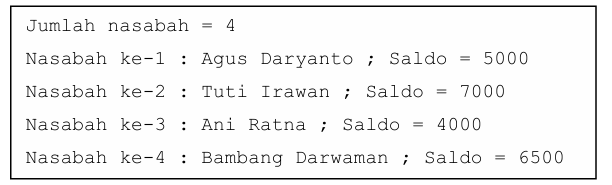 Jumlah nasabah = 4
Nasabah ke-1 : Agus Daryanto ; Saldo = 5000
Nasabah ke-2 : Tuti Irawan ; Saldo = 7000
Nasabah ke-3 : Ani Ratna ; Saldo = 4000
Nasabah ke-4 : Bambang Darwaman ; Saldo = 6500